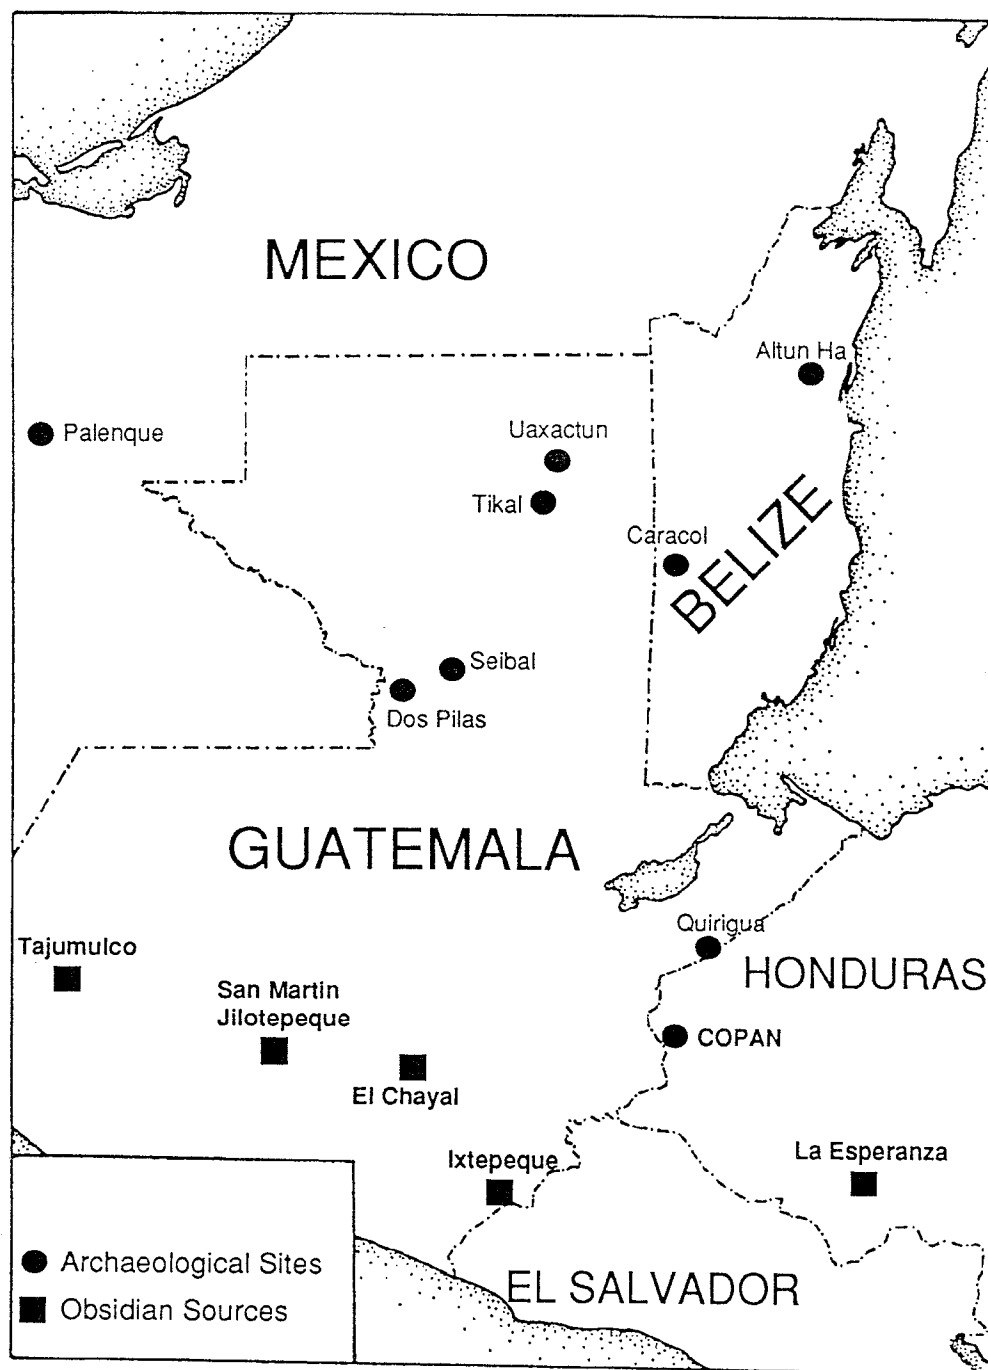 MEXICO
Altun Ha
Palenque
Uaxactun
Tikal
Caracol
BELIZE
Seibal
Dos Pilas
GUATEMALA
Quirigua
Tajumulco
HONDURAS
San Martin
Jilotepeque
COPAN
El Chayal
Ixtepeque
La Esperanza
Archaeological Sites
EL SALVADOR
Obsidian Sources